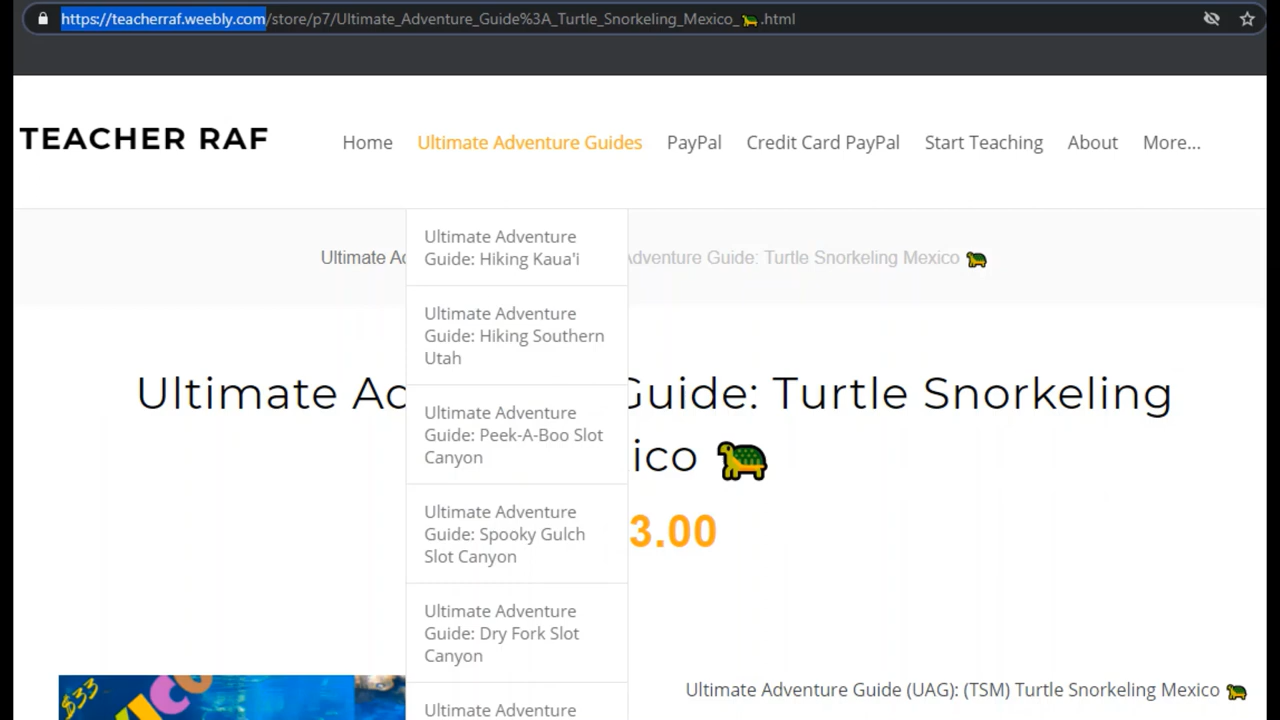 https://teacherraf.weebly.com/store/p7/Ultimate_Adventure_Guide%3A_Turtle_Snorkeling_Mexico_🐢.html
TEACHER RAF
Home Ultimate Adventure Guides PayPal Credit Card PayPal Start Teaching About More...
Ultimate Ad
dventure Guide: Turtle Snorkeling Mexico 🐢
Ultimate Adventure
Guide: Hiking Kaua'i
Ultimate Adventure
Guide: Hiking Southern
Utah
Ultimate Adventure
Guide: Peek-A-Boo Slot
Canyon
Ultimate Adventure
Guide: Spooky Gulch
Slot Canyon
Ultimate Adventure
Guide: Dry Fork Slot
Canyon
Ultimate Adventure
Ultimate Ad Guide: Turtle Snorkeling
ico 🐢
3.00
$33
Ultimate Adventure Guide (UAG): (TSM) Turtle Snorkeling Mexico 🐢